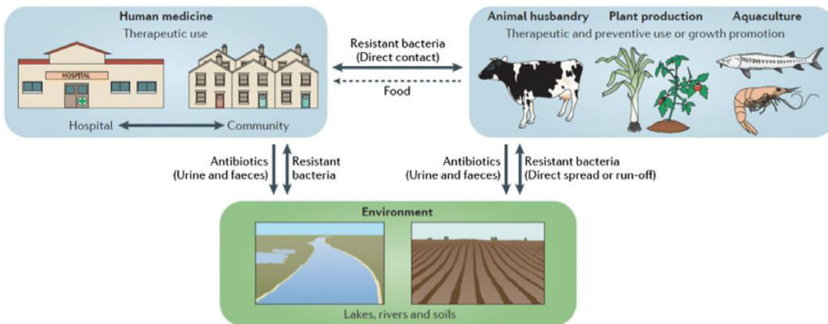 Human medicine
Therapeutic use
HOSPITAL
Hospital
Community
Resistant bacteria
(Direct contact)
Food
Animal husbandry
Plant production
Aquaculture
Therapeutic and preventive use or growth promotion
Antibiotics
(Urine and faeces)
Resistant
bacteria
Antibiotics
(Urine and faeces)
Resistant bacteria
(Direct spread or run-off)
Environment
Lakes, rivers and soils